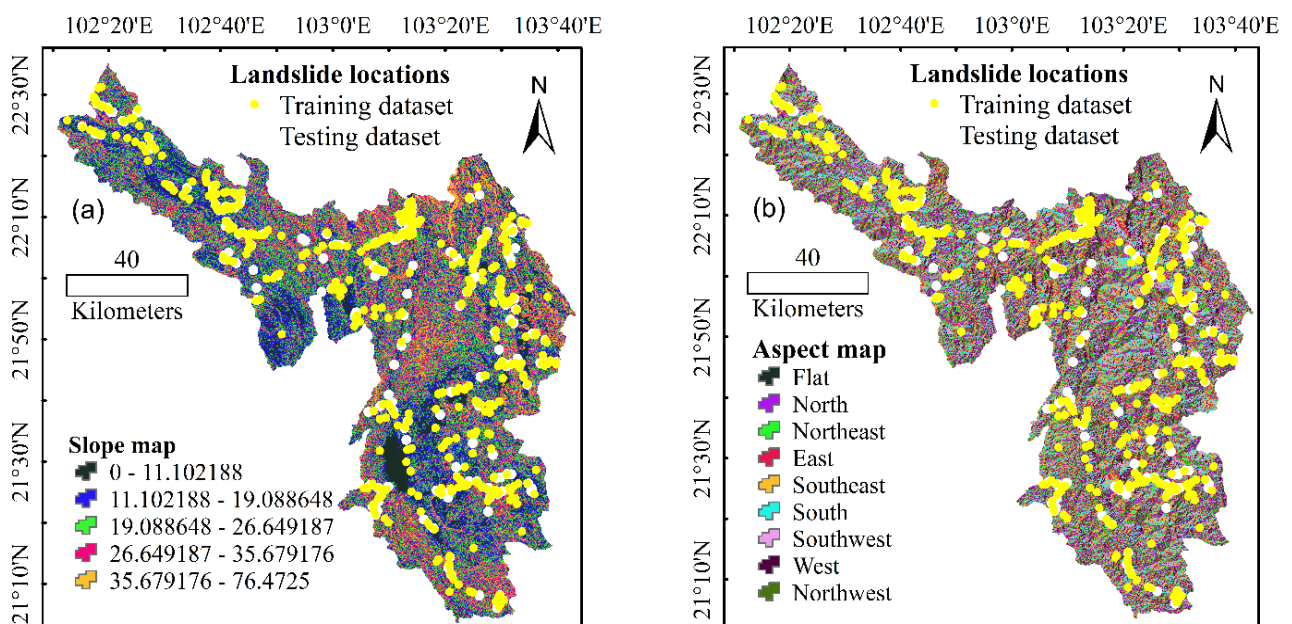 102°20'E 102°40'E 103°0'E 103°20'E 103°40'E
Landslide locations
Training dataset
Testing dataset
N
(a)
40
Kilometers
Slope map
0 - 11.102188
11.102188 - 19.088648
19.088648 - 26.649187
26.649187 - 35.679176
35.679176 - 76.4725
22°30'N
22°10'N
21°50'N
21°30'N
21°10'N
102°20'E 102°40'E 103°0'E 103°20'E 103°40'E
Landslide locations
Training dataset
Testing dataset
N
(b)
40
Kilometers
Aspect map
Flat
North
Northeast
East
Southeast
South
Southwest
West
Northwest
22°30'N
22°10'N
21°50'N
21°30'N
21°10'N